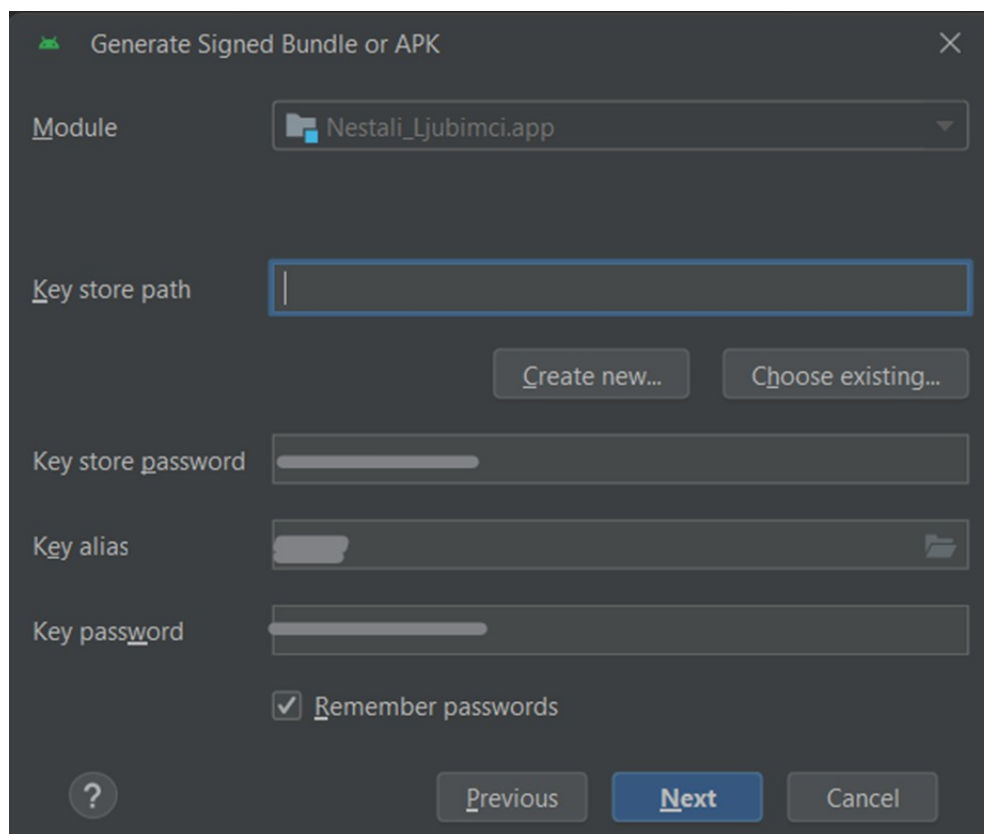 Generate Signed Bundle or APK
Module
Nestali_Ljubimci.app
Key store path
Create new...
Choose existing...
Key store password
Key alias
Key password
Remember passwords
?
Previous
Next
Cancel